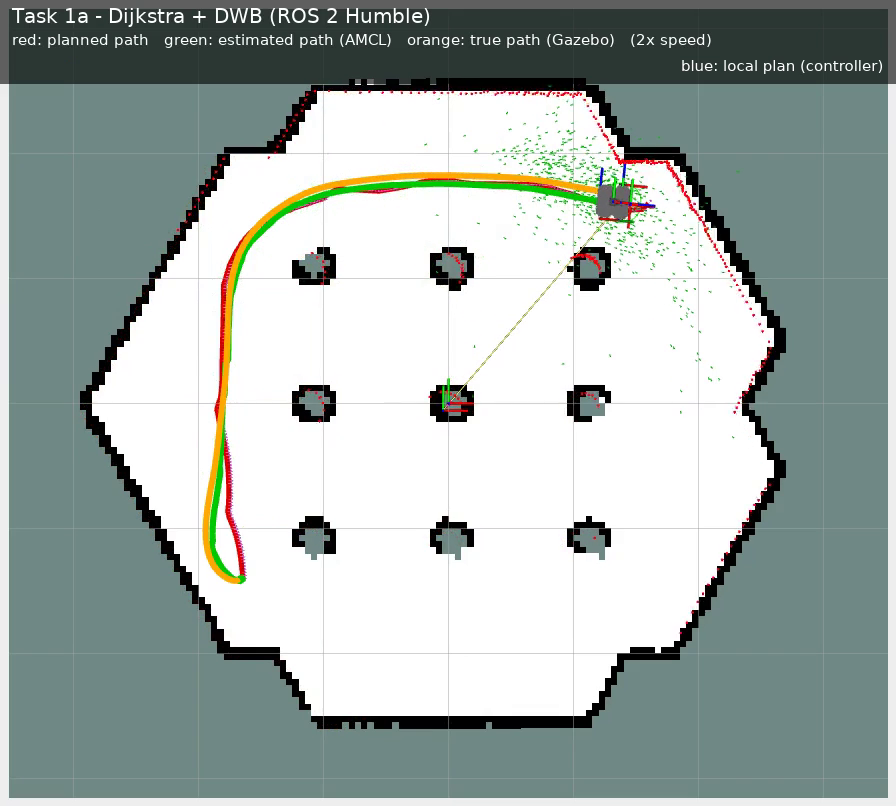 Task 1a - Dijkstra + DWB (ROS 2 Humble)
red: planned path   green: estimated path (AMCL)   orange: true path (Gazebo)   (2x speed)
blue: local plan (controller)